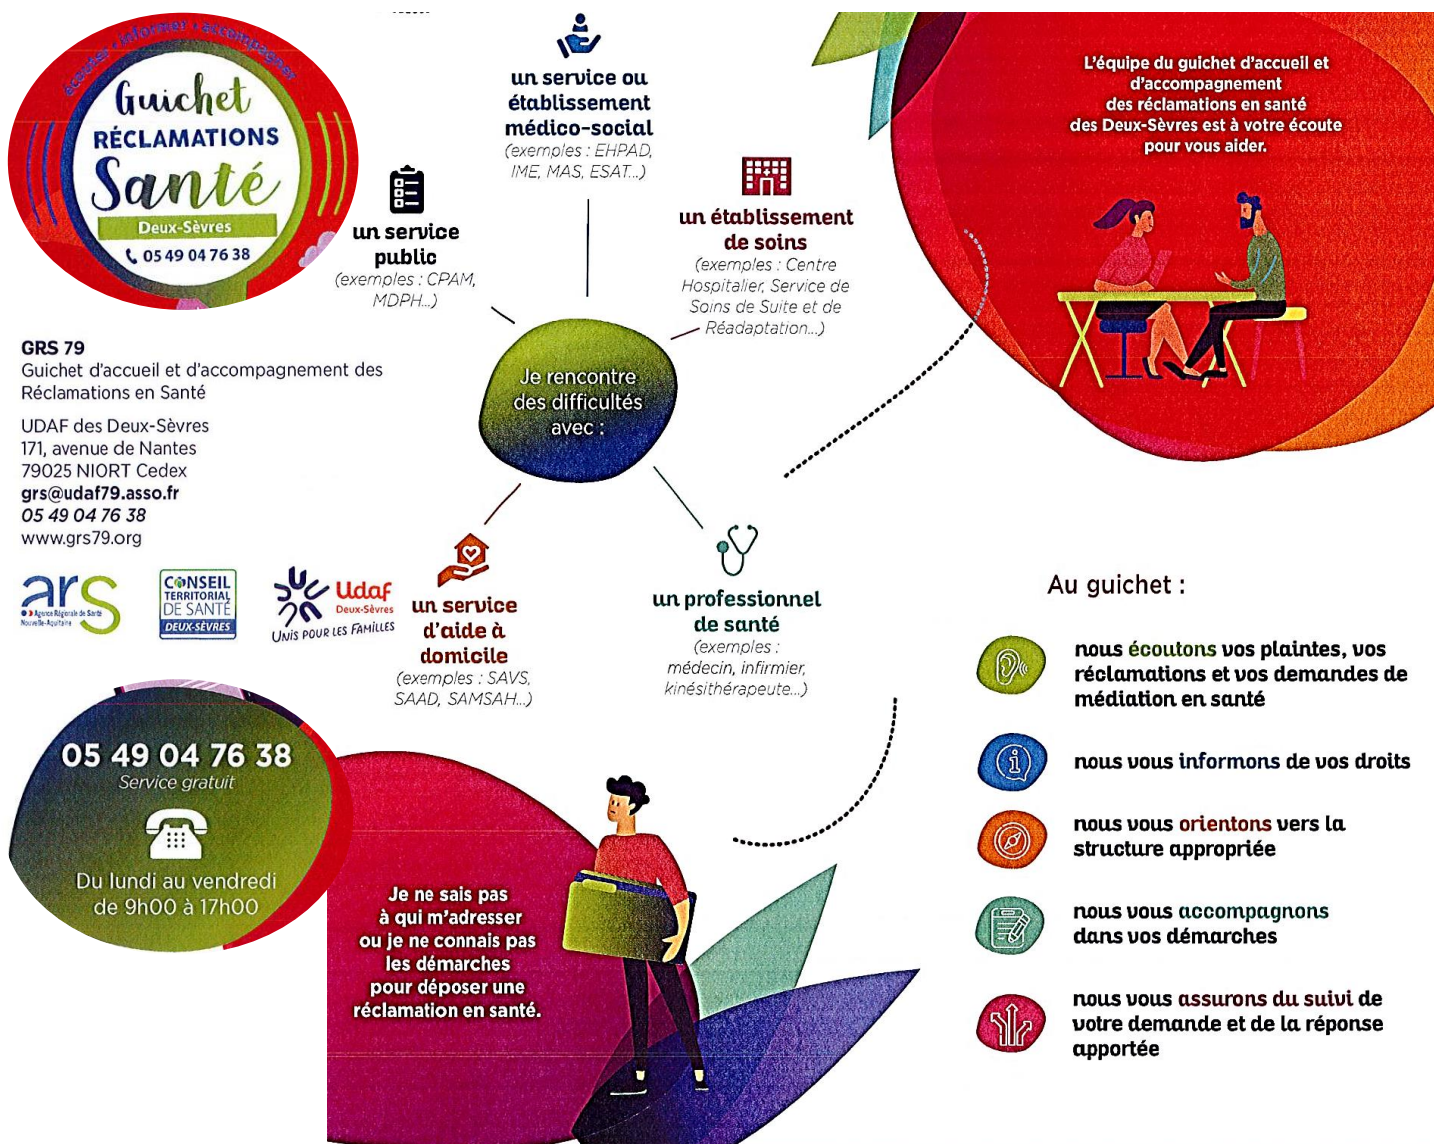 écouter • informer • accompagner
Guichet
RÉCLAMATIONS
Santé
Deux-Sèvres
05 49 04 76 38
GRS 79
Guichet d'accueil et d'accompagnement des
Réclamations en Santé
UDAF des Deux-Sèvres
171, avenue de Nantes
79025 NIORT Cedex
grs@udaf79.asso.fr
05 49 04 76 38
www.grs79.org
ars
Agence Régionale de Santé
Nouvelle-Aquitaine
CONSEIL
TERRITORIAL
DE SANTÉ
DEUX-SÈVRES
Udaf
Deux-Sèvres
UNIS POUR LES FAMILLES
05 49 04 76 38
Service gratuit
Du lundi au vendredi
de 9h00 à 17h00
un service ou
établissement
médico-social
(exemples : EHPAD,
IME, MAS, ESAT...)
un service
public
(exemples : CPAM,
MDPH...)
un établissement
de soins
(exemples : Centre
Hospitalier, Service de
Soins de Suite et de
Réadaptation...)
Je rencontre
des difficultés
avec :
un service
d'aide à
domicile
(exemples : SAVS,
SAAD, SAMSAH...)
un professionnel
de santé
(exemples :
médecin, infirmier,
kinésithérapeute...)
Je ne sais pas
à qui m'adresser
ou je ne connais pas
les démarches
pour déposer une
réclamation en santé.
L'équipe du guichet d'accueil et
d'accompagnement
des réclamations en santé
des Deux-Sèvres est à votre écoute
pour vous aider.
Au guichet :
nous écoutons vos plaintes, vos
réclamations et vos demandes de
médiation en santé
nous vous informons de vos droits
nous vous orientons vers la
structure appropriée
nous vous accompagnons
dans vos démarches
nous vous assurons du suivi de
votre demande et de la réponse
apportée